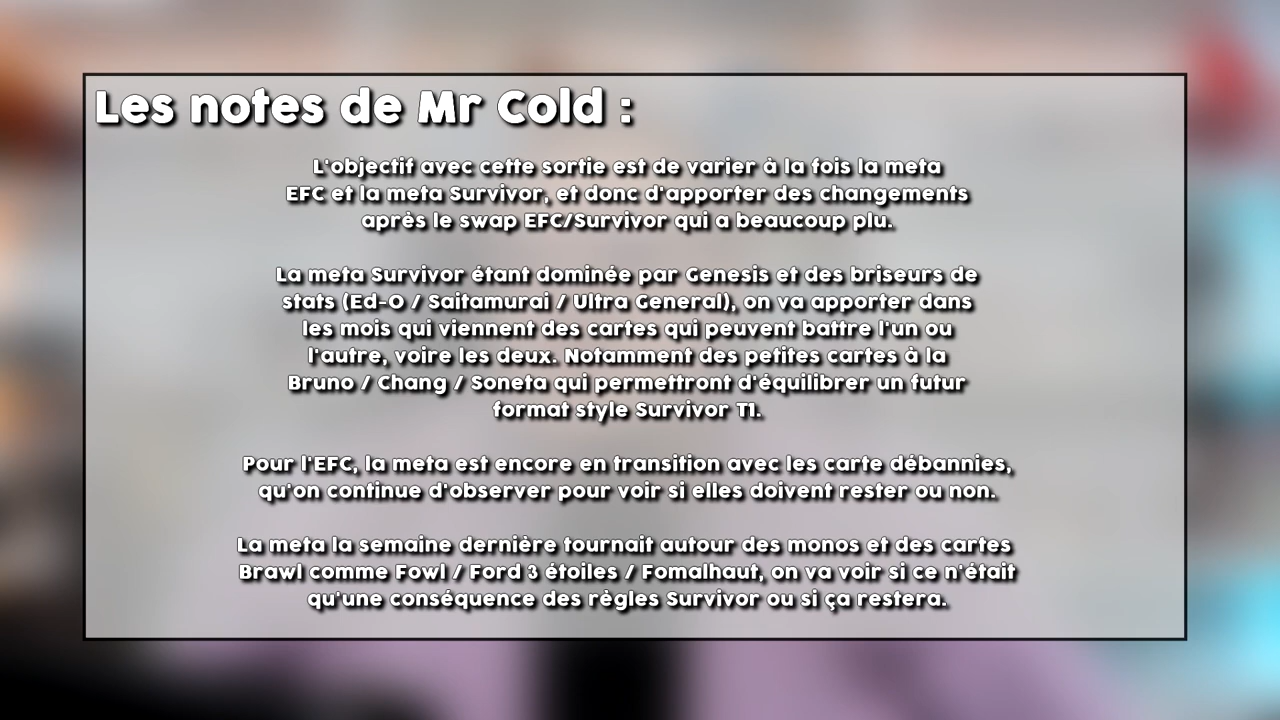 Les notes de Mr Cold :
L'objectif avec cette sortie est de varier à la fois la meta
EFC et la meta Survivor, et donc d'apporter des changements
après le swap EFC/Survivor qui a beaucoup plu.
La meta Survivor étant dominée par Genesis et des briseurs de
stats (Ed-O / Saitamurai / Ultra General), on va apporter dans
les mois qui viennent des cartes qui peuvent battre l'un ou
l'autre, voire les deux. Notamment des petites cartes à la
Bruno / Chang / Soneta qui permettront d'équilibrer un futur
format style Survivor T1.
Pour l'EFC, la meta est encore en transition avec les carte débannies,
qu'on continue d'observer pour voir si elles doivent rester ou non.
La meta la semaine dernière tournait autour des monos et des cartes
Brawl comme Fowl / Ford 3 étoiles / Fomalhaut, on va voir si ce n'était
qu'une conséquence des règles Survivor ou si ça restera.